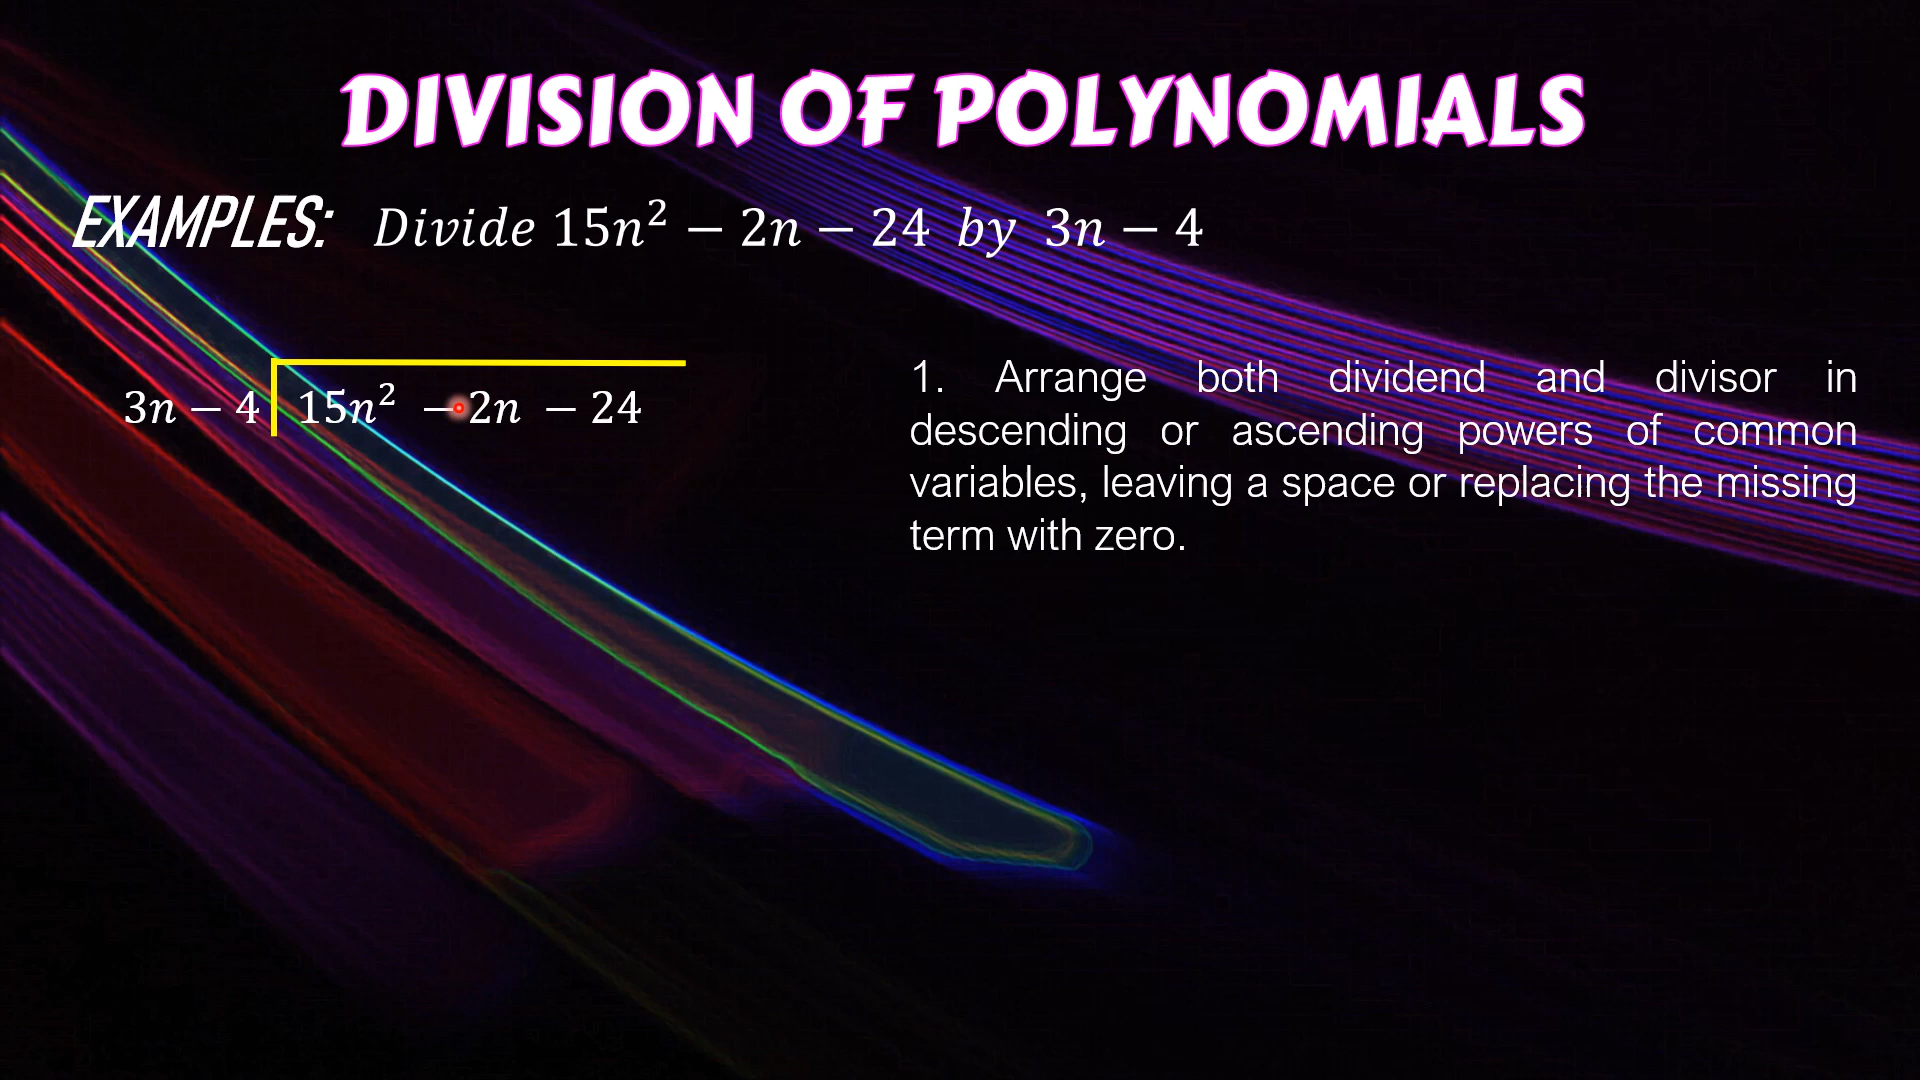 DIVISION OF POLYNOMIALS
EXAMPLES: Divide 15n² − 2n − 24 by 3n − 4
3n − 4 15n² − 2n − 24
1. Arrange both dividend and divisor in
descending or ascending powers of common
variables, leaving a space or replacing the missing
term with zero.